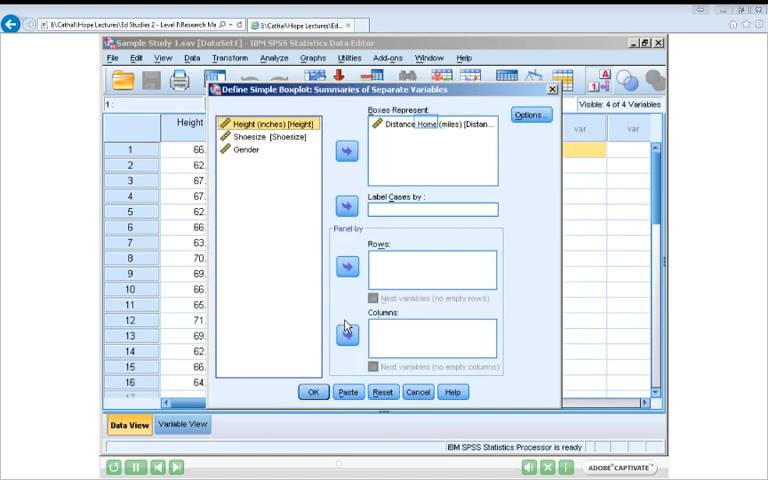 E:\Cathal\Hope Lectures\Ed Studies 2 - Level I\Research Me
E:\Cathal\Hope Lectures\Ed...
Sample Study 1.sav [DataSet1] - IBM SPSS Statistics Data Editor
File Edit View Data Transform Analyze Graphs Utilities Add-ons Window Help
Define Simple Boxplot: Summaries of Separate Variables
1 :
Visible: 4 of 4 Variables
Height
var
var
Height (inches) [Height]
Shoesize [Shoesize]
Gender
Boxes Represent:
Distance Home (miles) [Distan...
Options...
Label Cases by :
Panel by
Rows:
Nest variables (no empty rows)
Columns:
Nest variables (no empty columns)
OK Paste Reset Cancel Help
1 66.
2 62.
3 67.
4 67.
5 62.
6 66.
7 63.
8 70.
9 69.
10 66.
11 65.
12 71.
13 69.
14 62.
15 66.
16 64.
Data View Variable View
IBM SPSS Statistics Processor is ready
ADOBE CAPTIVATE™